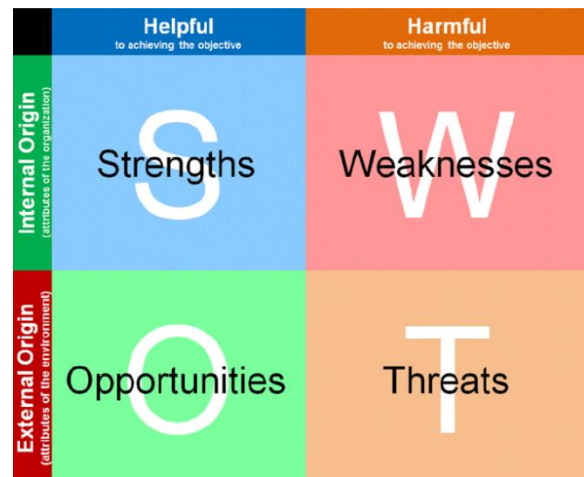 Helpful
to achieving the objective
Harmful
to achieving the objective
Internal Origin
(attributes of the organization)
S
Strengths
W
Weaknesses
External Origin
(attributes of the environment)
O
Opportunities
T
Threats